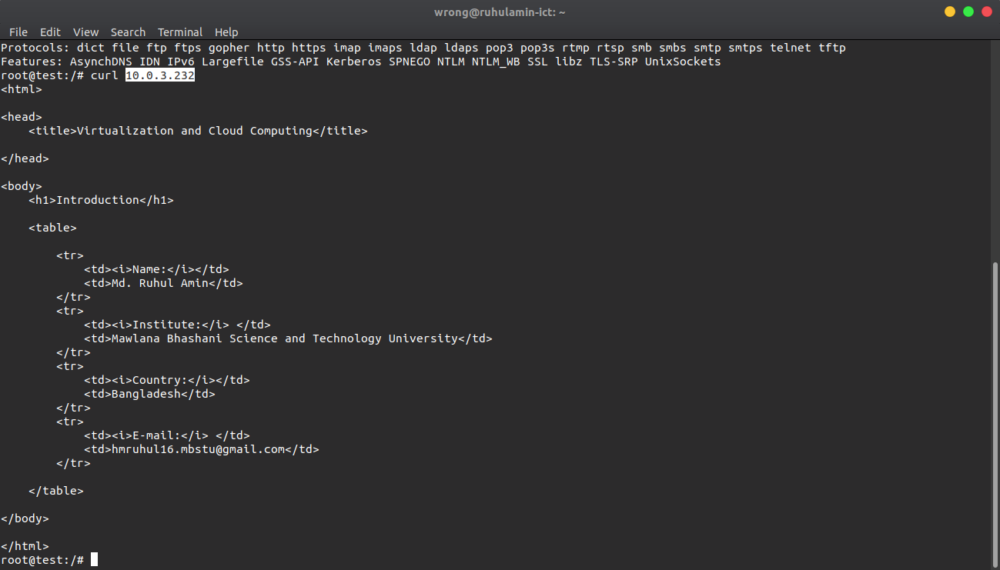 wrong@ruhulamin-ict: ~
File Edit View Search Terminal Help
Protocols: dict file ftp ftps gopher http https imap imaps ldap ldaps pop3 pop3s rtmp rtsp smb smbs smtp smtps telnet tftp
Features: AsynchDNS IDN IPv6 Largefile GSS-API Kerberos SPNEGO NTLM NTLM_WB SSL libz TLS-SRP UnixSockets
root@test:/# curl 10.0.3.232
<html>
<head>
    <title>Virtualization and Cloud Computing</title>
</head>
<body>
    <h1>Introduction</h1>
    <table>
        <tr>
            <td><i>Name:</i></td>
            <td>Md. Ruhul Amin</td>
        </tr>
        <tr>
            <td><i>Institute:</i> </td>
            <td>Mawlana Bhashani Science and Technology University</td>
        </tr>
        <tr>
            <td><i>Country:</i></td>
            <td>Bangladesh</td>
        </tr>
        <tr>
            <td><i>E-mail:</i> </td>
            <td>hmruhul16.mbstu@gmail.com</td>
        </tr>
    </table>
</body>
</html>
root@test:/#